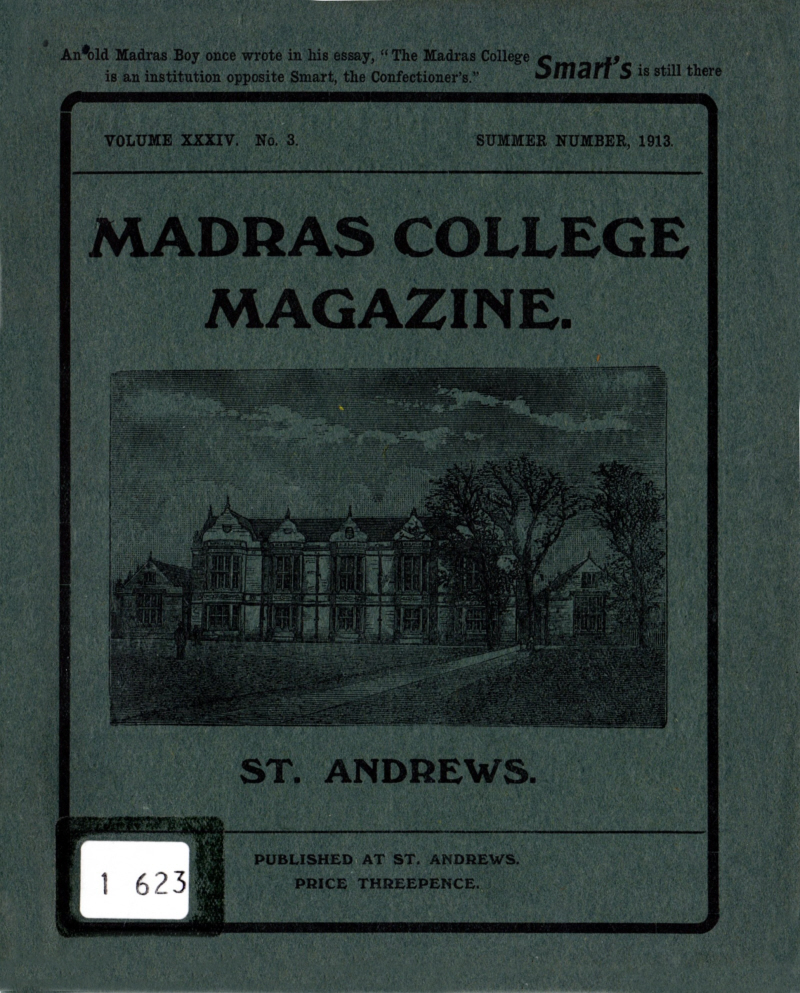 An old Madras Boy once wrote in his essay, "The Madras College
is an institution opposite Smart, the Confectioner's."
Smart's is still there
VOLUME XXXIV. No. 3.
SUMMER NUMBER, 1913.
MADRAS COLLEGE
MAGAZINE.
ST. ANDREWS.
PUBLISHED AT ST. ANDREWS.
PRICE THREEPENCE.
1 623